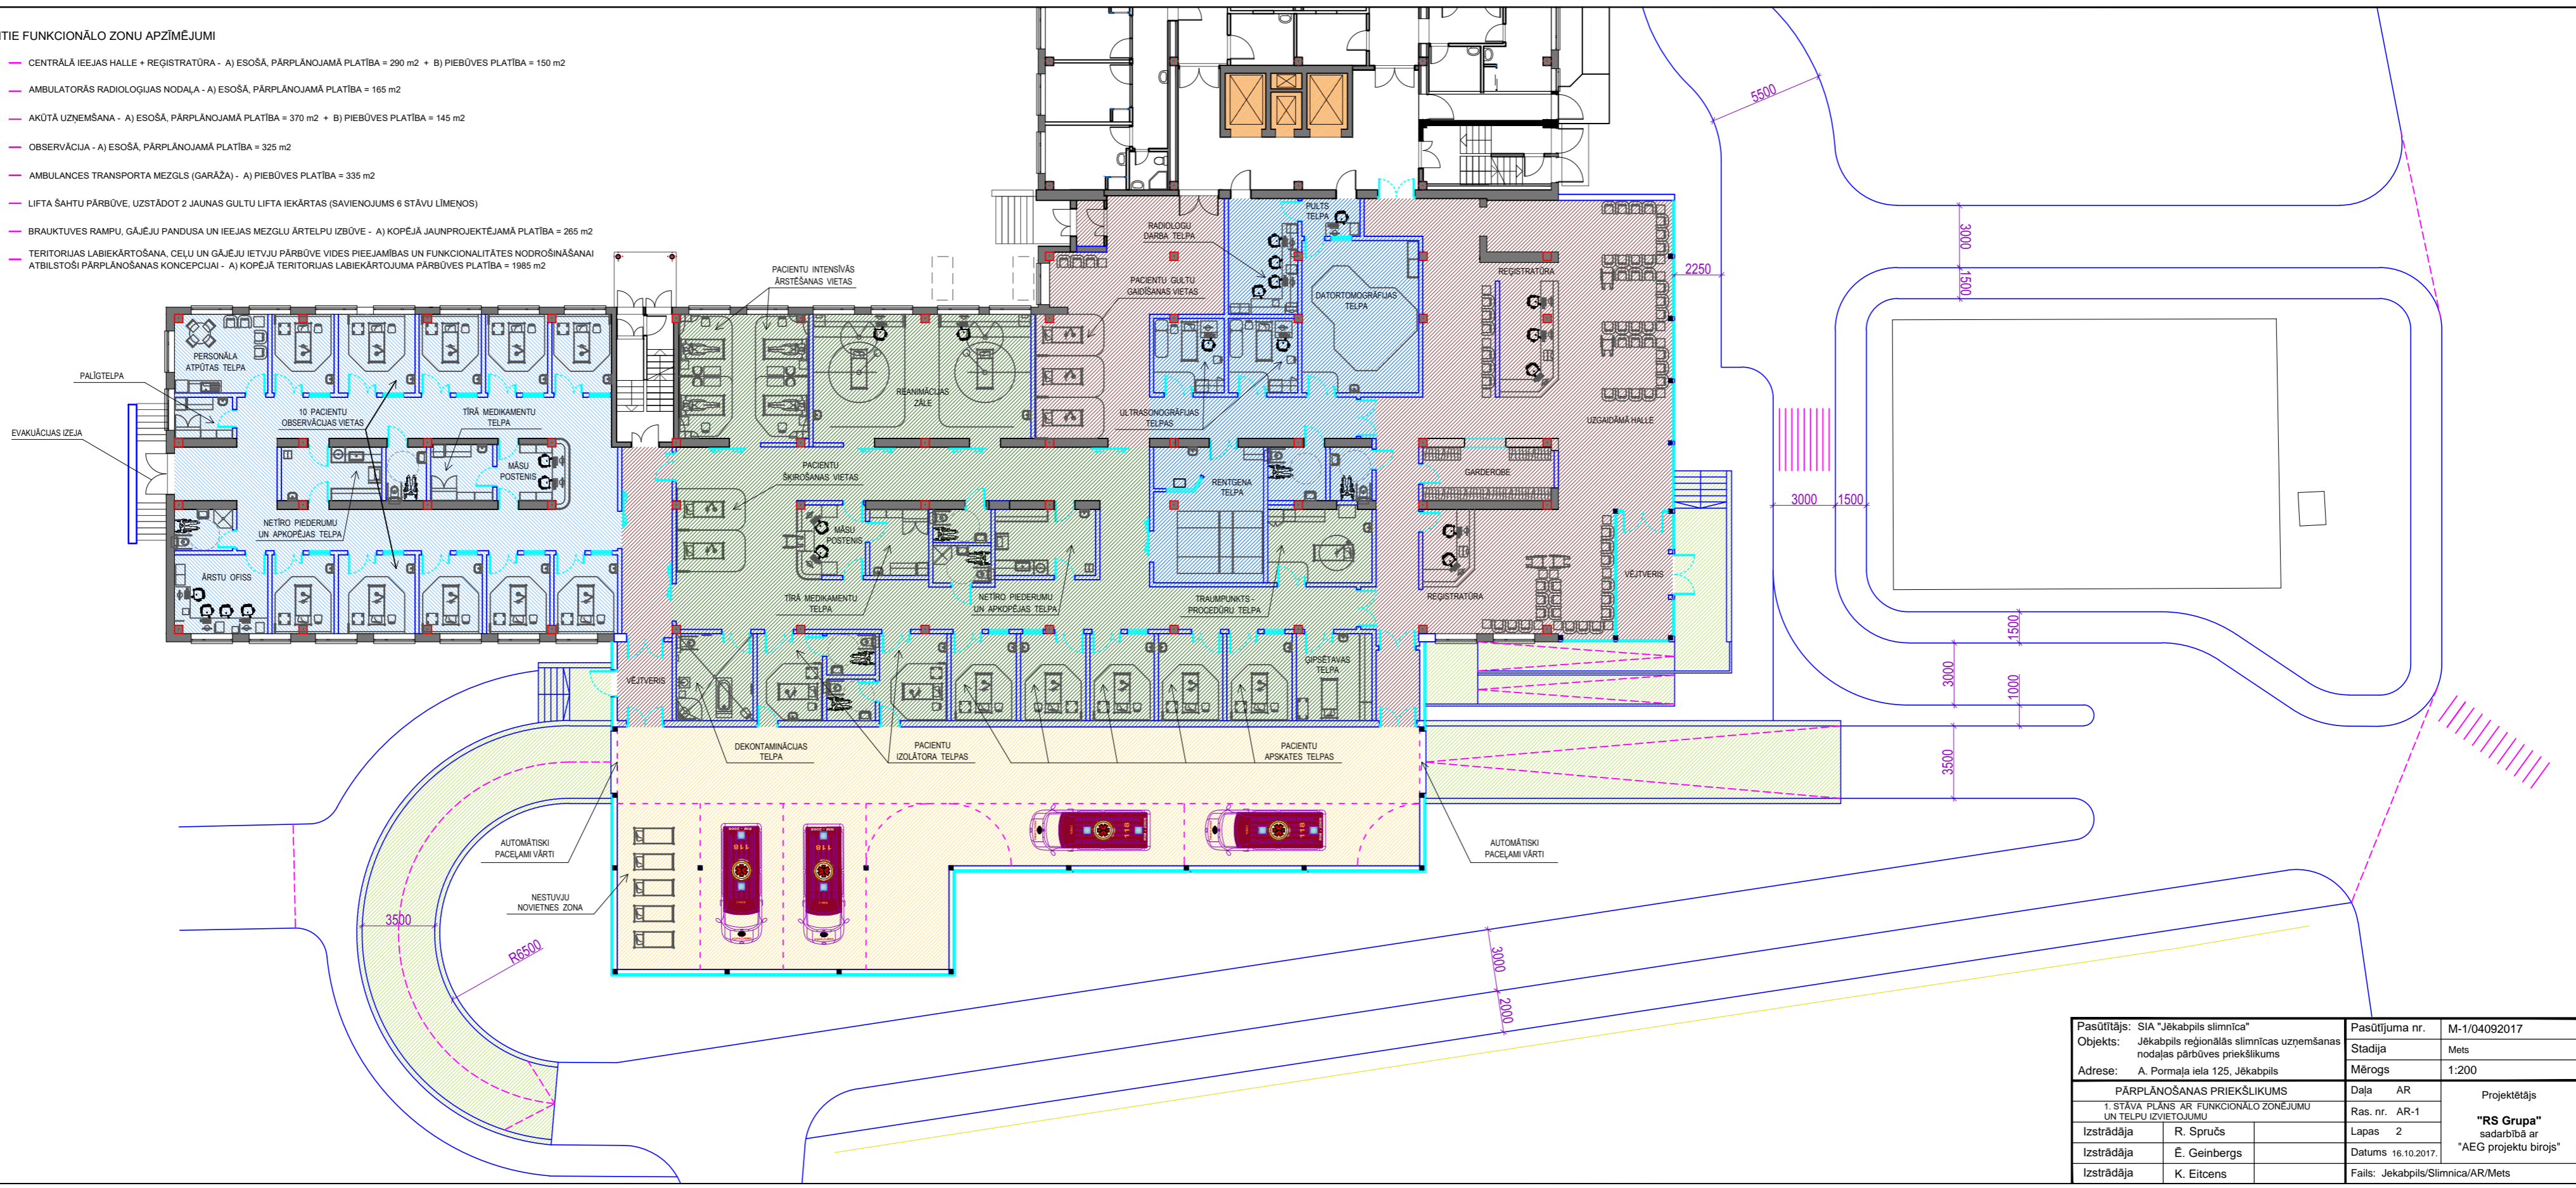 TIE FUNKCIONĀLO ZONU APZĪMĒJUMI
CENTRĀLĀ IEEJAS HALLE + REĢISTRATŪRA - A) ESOŠĀ, PĀRPLĀNOJAMĀ PLATĪBA = 290 m2 + B) PIEBŪVES PLATĪBA = 150 m2
AMBULATORĀS RADIOLOĢIJAS NODAĻA - A) ESOŠĀ, PĀRPLĀNOJAMĀ PLATĪBA = 165 m2
AKŪTĀ UZŅEMŠANA - A) ESOŠĀ, PĀRPLĀNOJAMĀ PLATĪBA = 370 m2 + B) PIEBŪVES PLATĪBA = 145 m2
OBSERVĀCIJA - A) ESOŠĀ, PĀRPLĀNOJAMĀ PLATĪBA = 325 m2
AMBULANCES TRANSPORTA MEZGLS (GARĀŽA) - A) PIEBŪVES PLATĪBA = 335 m2
LIFTA ŠAHTU PĀRBŪVE, UZSTĀDOT 2 JAUNAS GULTU LIFTA IEKĀRTAS (SAVIENOJUMS 6 STĀVU LĪMEŅOS)
BRAUKTUVES RAMPU, GĀJĒJU PANDUSA UN IEEJAS MEZGLU ĀRTELPU IZBŪVE - A) KOPĒJĀ JAUNPROJEKTĒJAMĀ PLATĪBA = 265 m2
TERITORIJAS LABIEKĀRTOŠANA, CEĻU UN GĀJĒJU IETVJU PĀRBŪVE VIDES PIEEJAMĪBAS UN FUNKCIONALITĀTES NODROŠINĀŠANAI
ATBILSTOŠI PĀRPLĀNOŠANAS KONCEPCIJAI - A) KOPĒJĀ TERITORIJAS LABIEKĀRTOJUMA PĀRBŪVES PLATĪBA = 1985 m2
5500
3000
1500
2250
PULTS
TELPA
RADIOLOGU
DARBA TELPA
PACIENTU INTENSĪVĀS
ĀRSTĒŠANAS VIETAS
PACIENTU GULTU
GAIDĪŠANAS VIETAS
DATORTOMOGRĀFIJAS
TELPA
REĢISTRATŪRA
PERSONĀLA
ATPŪTAS TELPA
PALĪGTELPA
REANIMĀCIJAS
ZĀLE
10 PACIENTU
OBSERVĀCIJAS VIETAS
TĪRĀ MEDIKAMENTU
TELPA
ULTRASONOGRĀFIJAS
TELPAS
UZGAIDĀMĀ HALLE
EVAKUĀCIJAS IZEJA
MĀSU
POSTENIS
PACIENTU
ŠĶIROŠANAS VIETAS
RENTGENA
TELPA
GARDEROBE
3000
1500
NETĪRO PIEDERUMU
UN APKOPĒJAS TELPA
MĀSU
POSTENIS
ĀRSTU OFISS
TĪRĀ MEDIKAMENTU
TELPA
NETĪRO PIEDERUMU
UN APKOPĒJAS TELPA
TRAUMPUNKTS -
PROCEDŪRU TELPA
REĢISTRATŪRA
VĒJTVERIS
1500
3000
1000
3500
VĒJTVERIS
ĢIPSĒTAVAS
TELPA
DEKONTAMINĀCIJAS
TELPA
PACIENTU
IZOLĀTORA TELPAS
PACIENTU
APSKATES TELPAS
AUTOMĀTISKI
PACEĻAMI VĀRTI
AUTOMĀTISKI
PACEĻAMI VĀRTI
118
118
118
118
NESTUVJU
NOVIETNES ZONA
3500
R6500
3000
2000
Pasūtītājs: SIA "Jēkabpils slimnīca"
Objekts: Jēkabpils reģionālās slimnīcas uzņemšanas
nodaļas pārbūves priekšlikums
Adrese: A. Pormaļa iela 125, Jēkabpils
Pasūtījuma nr. M-1/04092017
Stadija Mets
Mērogs 1:200
PĀRPLĀNOŠANAS PRIEKŠLIKUMS
1. STĀVA PLĀNS AR FUNKCIONĀLO ZONĒJUMU
UN TELPU IZVIETOJUMU
Izstrādāja R. Spručs
Izstrādāja Ē. Geinbergs
Izstrādāja K. Eitcens
Daļa AR
Ras. nr. AR-1
Lapas 2
Datums 16.10.2017.
Projektētājs
"RS Grupa"
sadarbībā ar
"AEG projektu birojs"
Fails: Jekabpils/Slimnica/AR/Mets